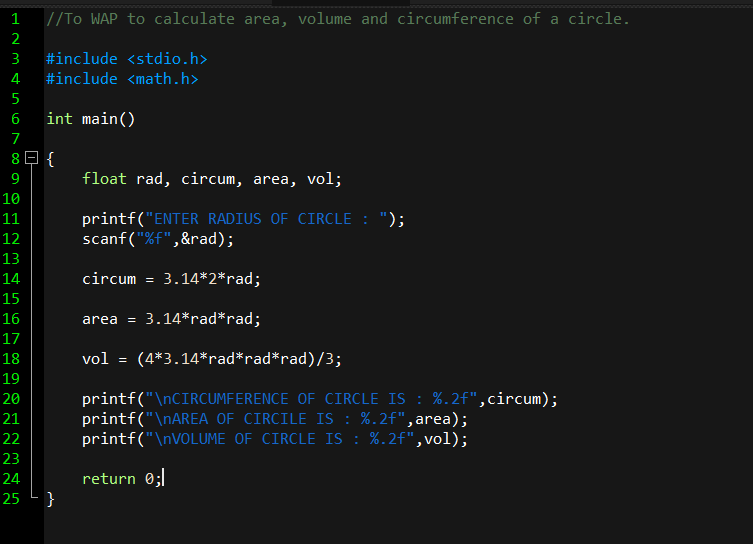 1 //To WAP to calculate area, volume and circumference of a circle.
2
3 #include <stdio.h>
4 #include <math.h>
5
6 int main()
7
8 {
9 float rad, circum, area, vol;
10
11 printf("ENTER RADIUS OF CIRCLE : ");
12 scanf("%f",&rad);
13
14 circum = 3.14*2*rad;
15
16 area = 3.14*rad*rad;
17
18 vol = (4*3.14*rad*rad*rad)/3;
19
20 printf("\nCIRCUMFERENCE OF CIRCLE IS : %.2f",circum);
21 printf("\nAREA OF CIRCILE IS : %.2f",area);
22 printf("\nVOLUME OF CIRCLE IS : %.2f",vol);
23
24 return 0;
25 }